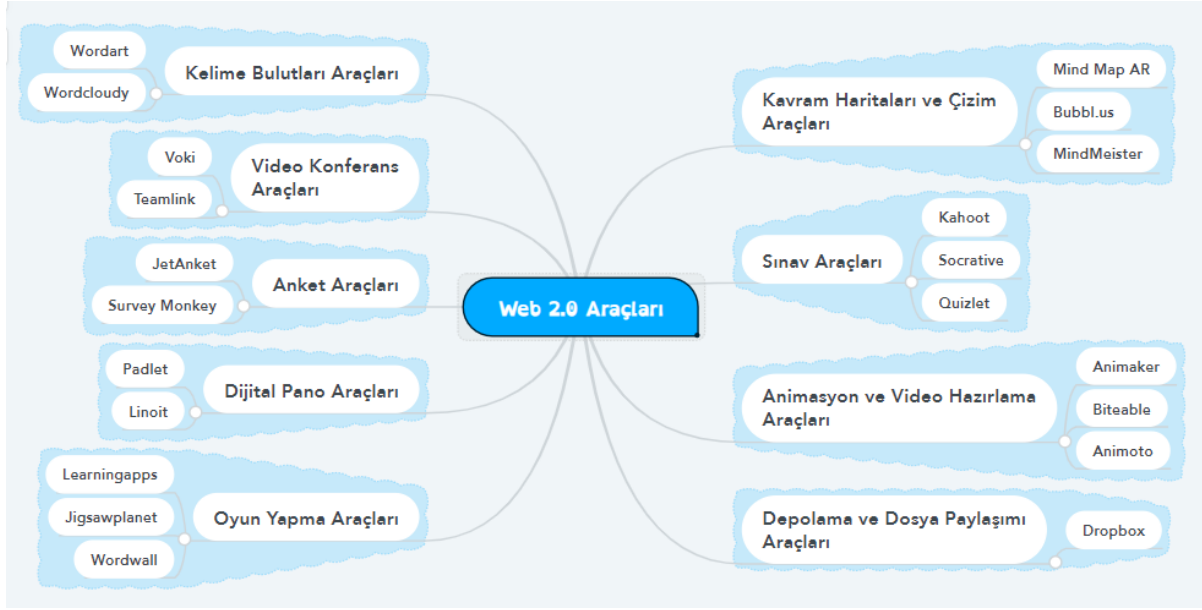 Web 2.0 Araçları
Kelime Bulutları Araçları
Wordart
Wordcloudy
Video Konferans
Araçları
Voki
Teamlink
Anket Araçları
JetAnket
Survey Monkey
Dijital Pano Araçları
Padlet
Linoit
Oyun Yapma Araçları
Learningapps
Jigsawplanet
Wordwall
Kavram Haritaları ve Çizim
Araçları
Mind Map AR
Bubbl.us
MindMeister
Sınav Araçları
Kahoot
Socrative
Quizlet
Animasyon ve Video Hazırlama
Araçları
Animaker
Biteable
Animoto
Depolama ve Dosya Paylaşımı
Araçları
Dropbox